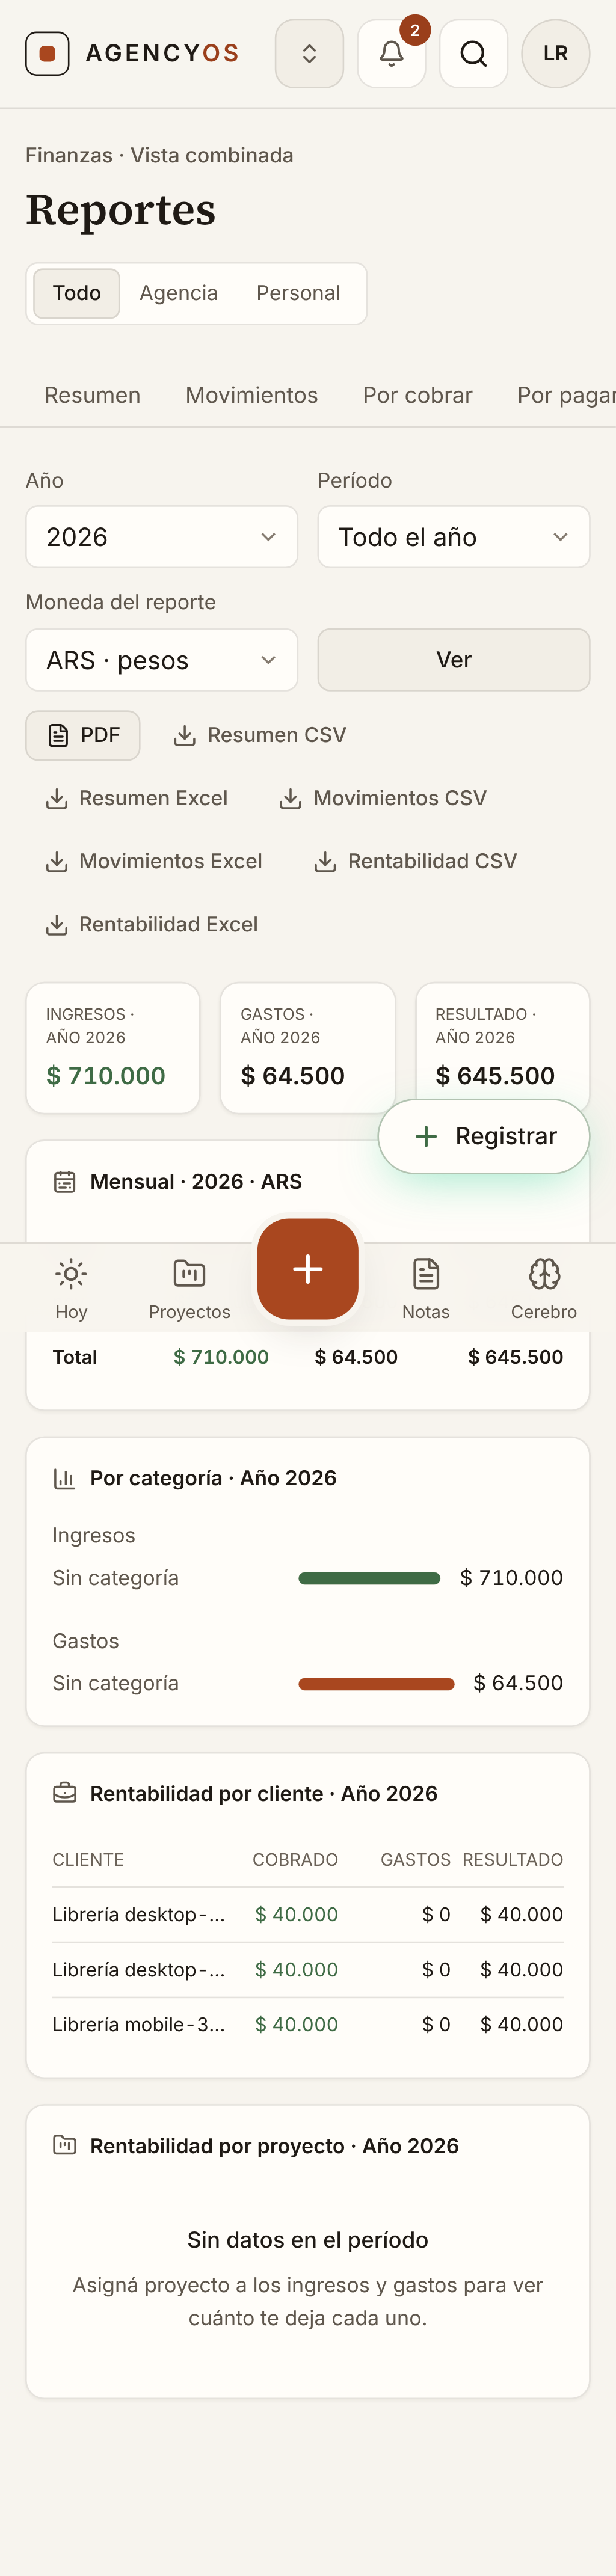 AGENCYOS
2
LR
Finanzas · Vista combinada
Reportes
Todo Agencia Personal
Resumen Movimientos Por cobrar Por pagar
Año Período
2026 Todo el año
Moneda del reporte
ARS · pesos Ver
PDF Resumen CSV
Resumen Excel Movimientos CSV
Movimientos Excel Rentabilidad CSV
Rentabilidad Excel
INGRESOS · AÑO 2026
$ 710.000
GASTOS · AÑO 2026
$ 64.500
RESULTADO · AÑO 2026
$ 645.500
Registrar
Mensual · 2026 · ARS
Hoy Proyectos Notas Cerebro
Total $ 710.000 $ 64.500 $ 645.500
Por categoría · Año 2026
Ingresos
Sin categoría $ 710.000
Gastos
Sin categoría $ 64.500
Rentabilidad por cliente · Año 2026
CLIENTE COBRADO GASTOS RESULTADO
Librería desktop-... $ 40.000 $ 0 $ 40.000
Librería desktop-... $ 40.000 $ 0 $ 40.000
Librería mobile-3... $ 40.000 $ 0 $ 40.000
Rentabilidad por proyecto · Año 2026
Sin datos en el período
Asigná proyecto a los ingresos y gastos para ver
cuánto te deja cada uno.